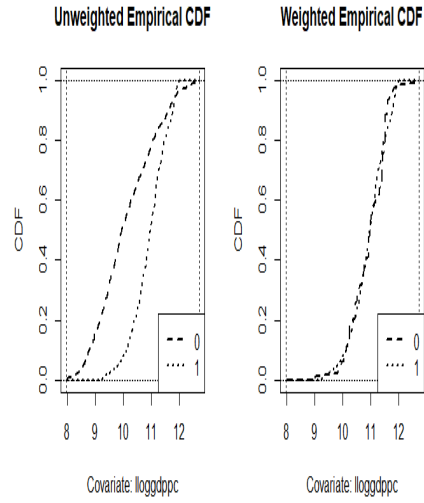 Unweighted Empirical CDF
CDF
0.0 0.2 0.4 0.6 0.8 1.0
0
1
8 9 10 11 12
Covariate: lloggdppc
Weighted Empirical CDF
CDF
0.0 0.2 0.4 0.6 0.8 1.0
0
1
8 9 10 11 12
Covariate: lloggdppc